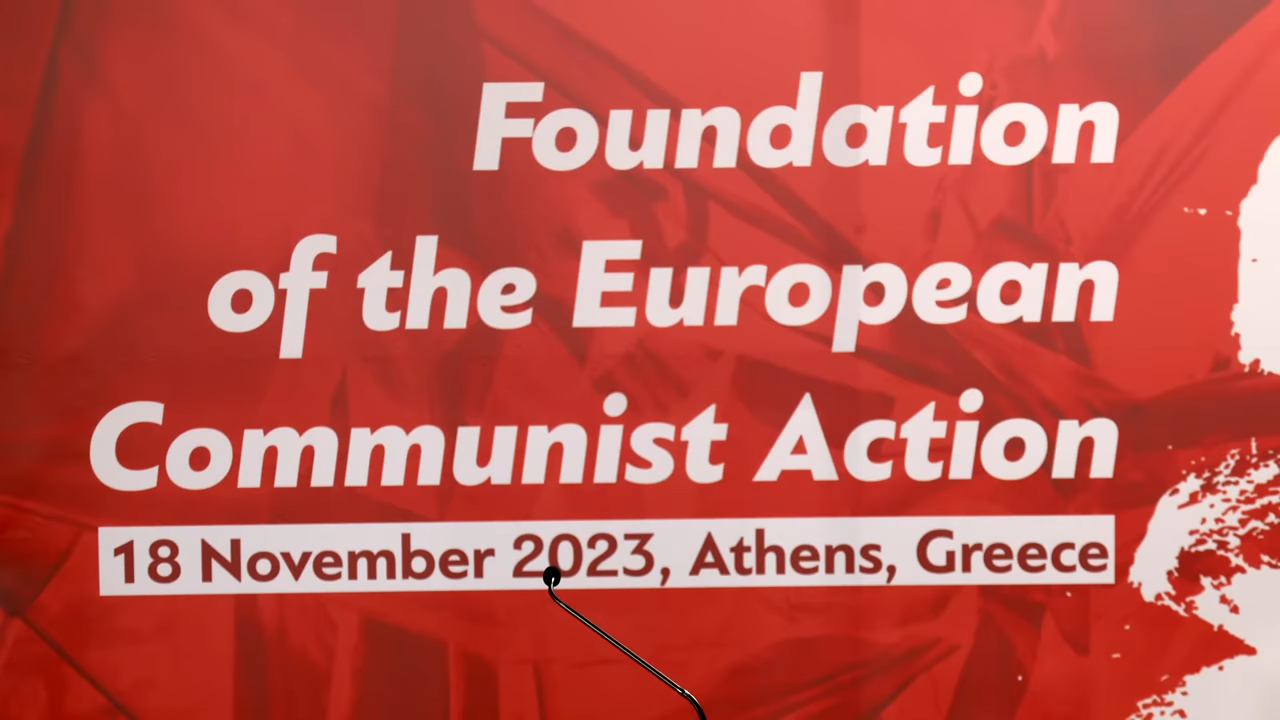 Foundation
of the European
Communist Action
18 November 2023, Athens, Greece